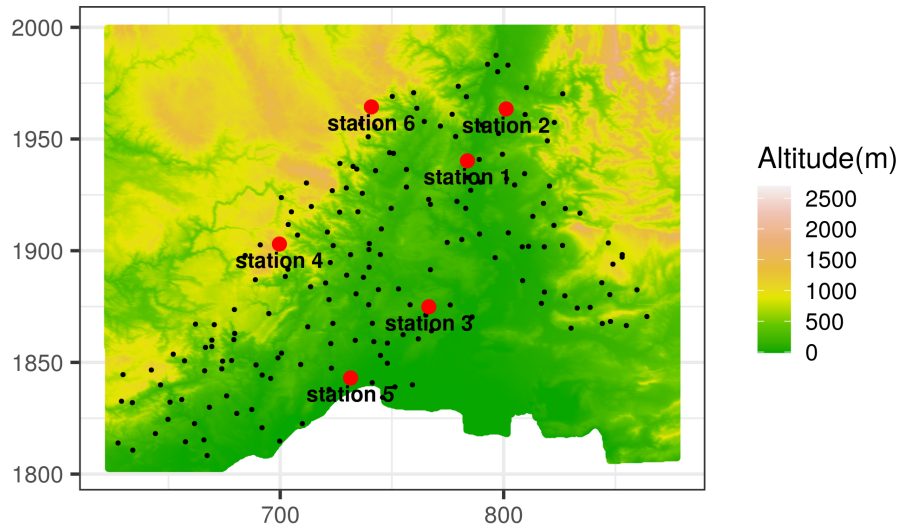 2000
1950
1900
1850
1800
700
800
station 6
station 2
station 1
station 4
station 3
station 5
Altitude(m)
2500
2000
1500
1000
500
0